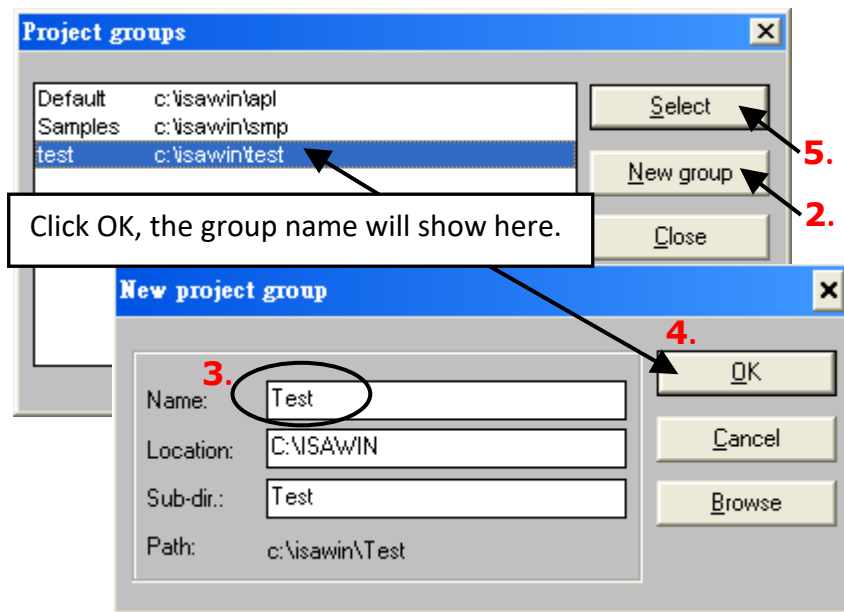 Project groups
Default c:\isawin\apl
Samples c:\isawin\smp
test c:\isawin\test
Select
5.
New group
2.
Close
Click OK, the group name will show here.
New project group
4.
3.
Name: Test
OK
Location: C:\ISAWIN
Cancel
Sub-dir.: Test
Browse
Path: c:\isawin\Test